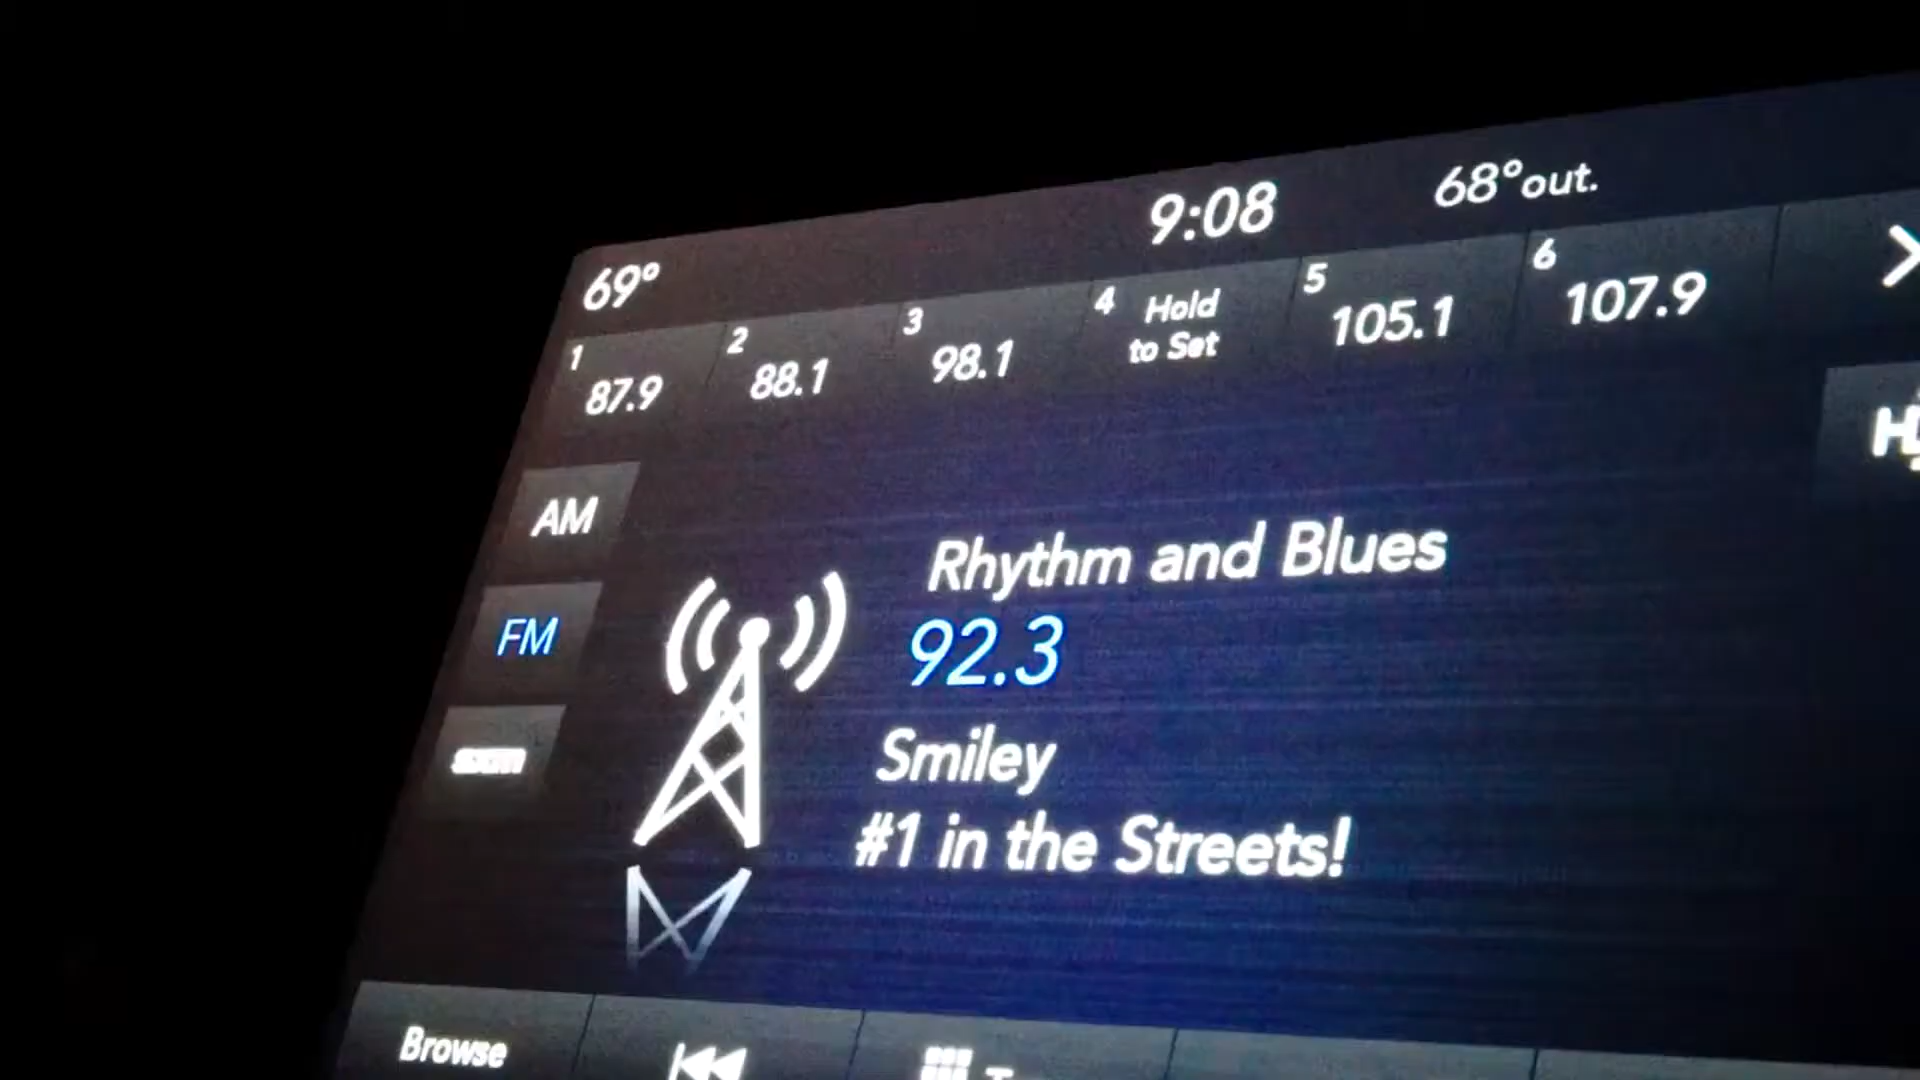 9:08
68°out.
69°
1
87.9
2
88.1
3
98.1
4
Hold
to Set
5
105.1
6
107.9
AM
FM
Rhythm and Blues
92.3
Smiley
#1 in the Streets!
Browse